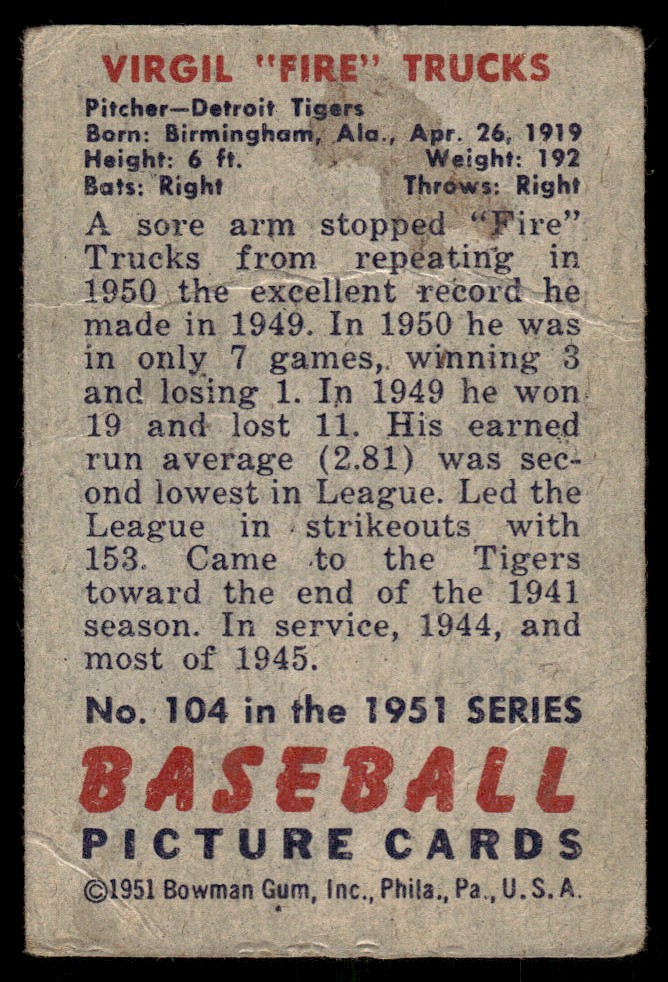 VIRGIL "FIRE" TRUCKS
Pitcher—Detroit Tigers
Born: Birmingham, Ala., Apr. 26, 1919
Height: 6 ft. Weight: 192
Bats: Right Throws: Right
A sore arm stopped "Fire"
Trucks from repeating in
1950 the excellent record he
made in 1949. In 1950 he was
in only 7 games, winning 3
and losing 1. In 1949 he won
19 and lost 11. His earned
run average (2.81) was sec-
ond lowest in League. Led the
League in strikeouts with
153. Came to the Tigers
toward the end of the 1941
season. In service, 1944, and
most of 1945.
No. 104 in the 1951 SERIES
BASEBALL
PICTURE CARDS
©1951 Bowman Gum, Inc., Phila., Pa., U.S.A.